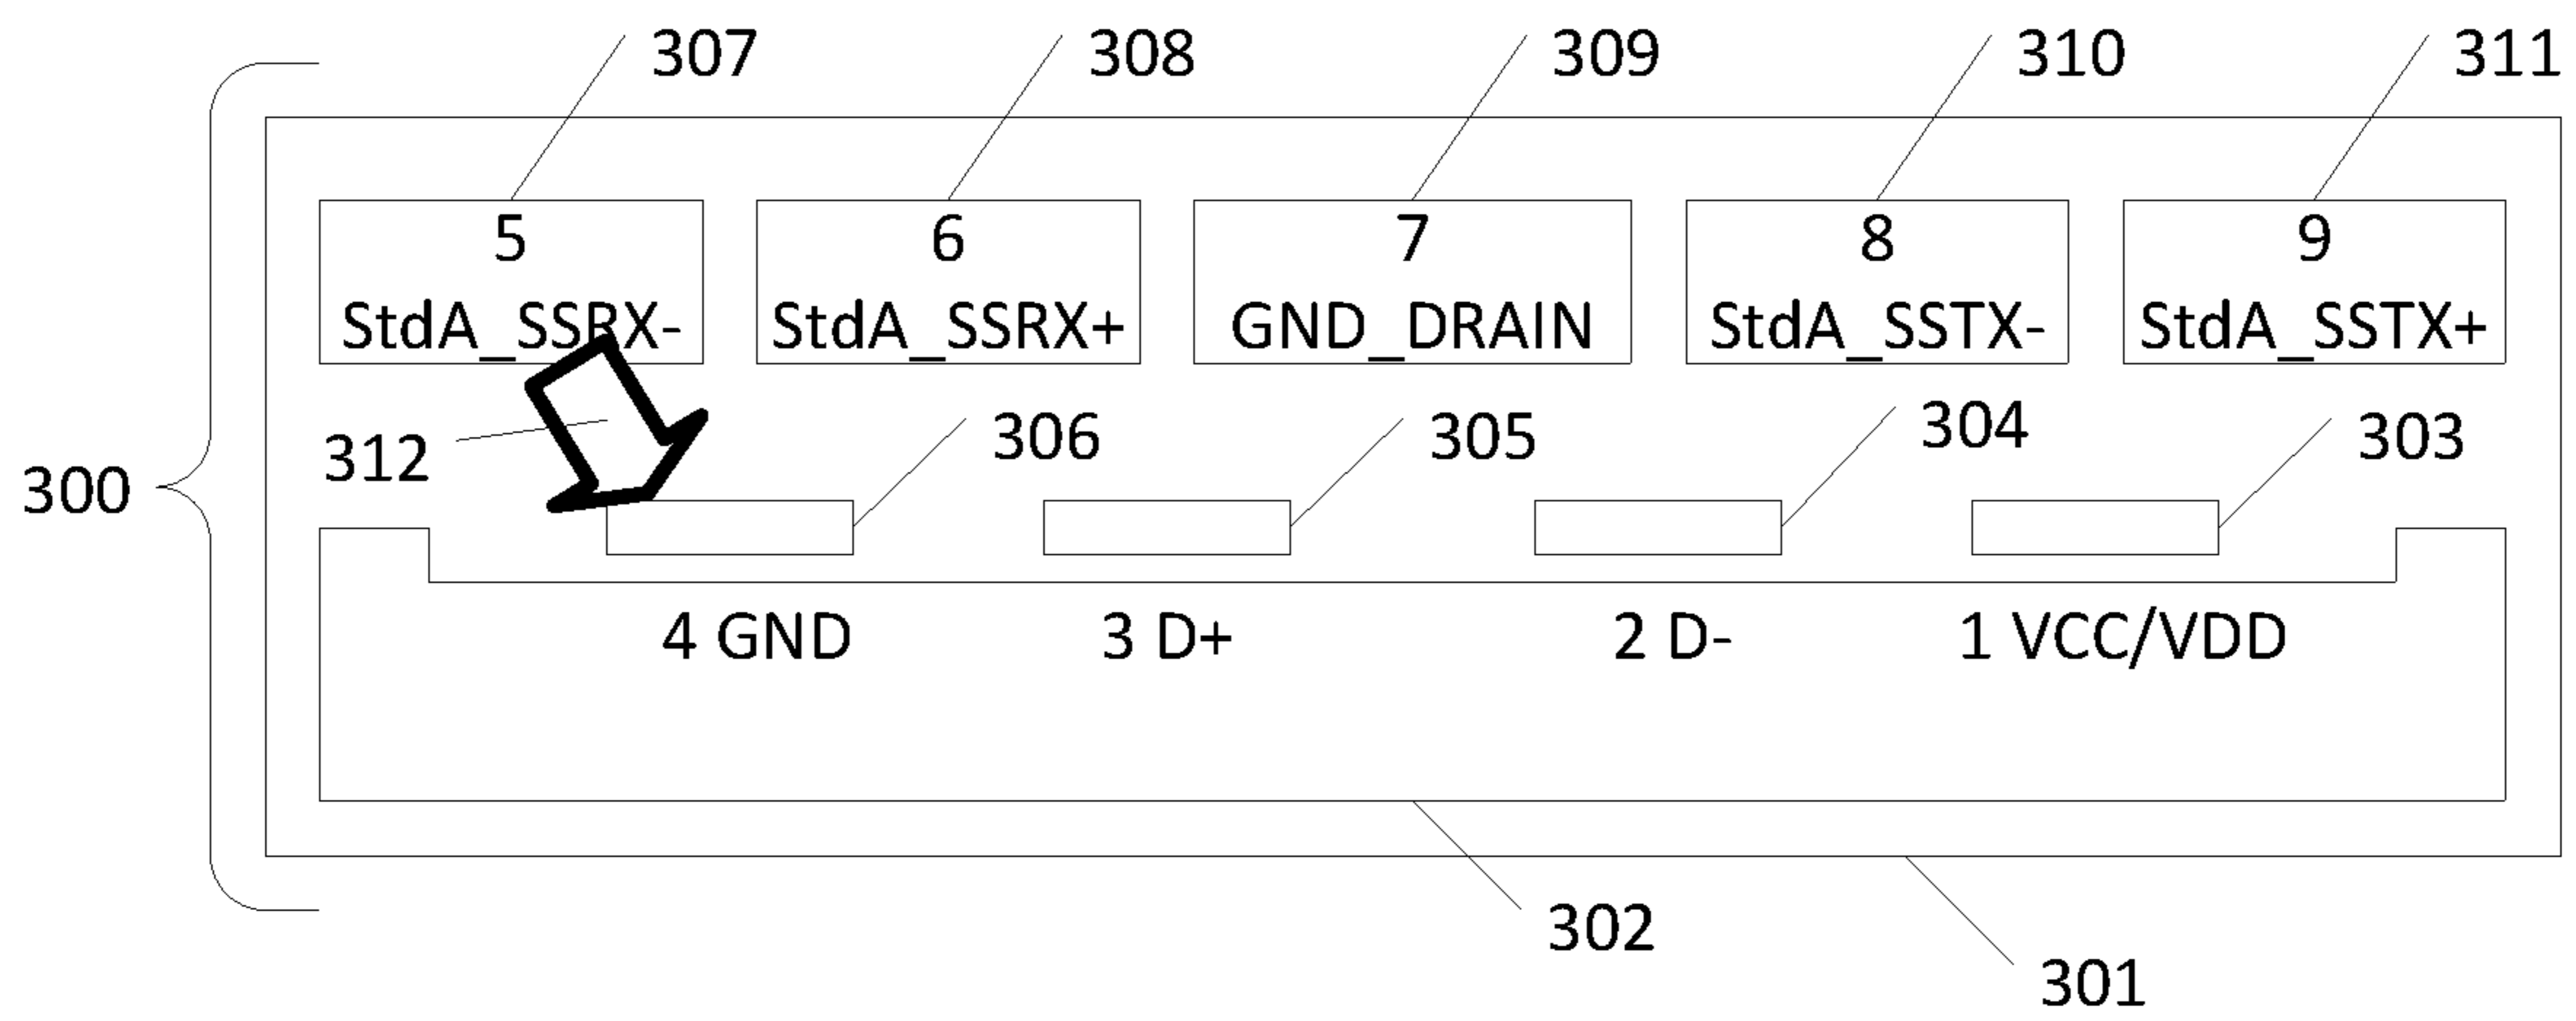 307 308 309 310 311
5 6 7 8 9
StdA_SSRX- StdA_SSRX+ GND_DRAIN StdA_SSTX- StdA_SSTX+
312 306 305 304 303
300
4 GND 3 D+ 2 D- 1 VCC/VDD
302
301